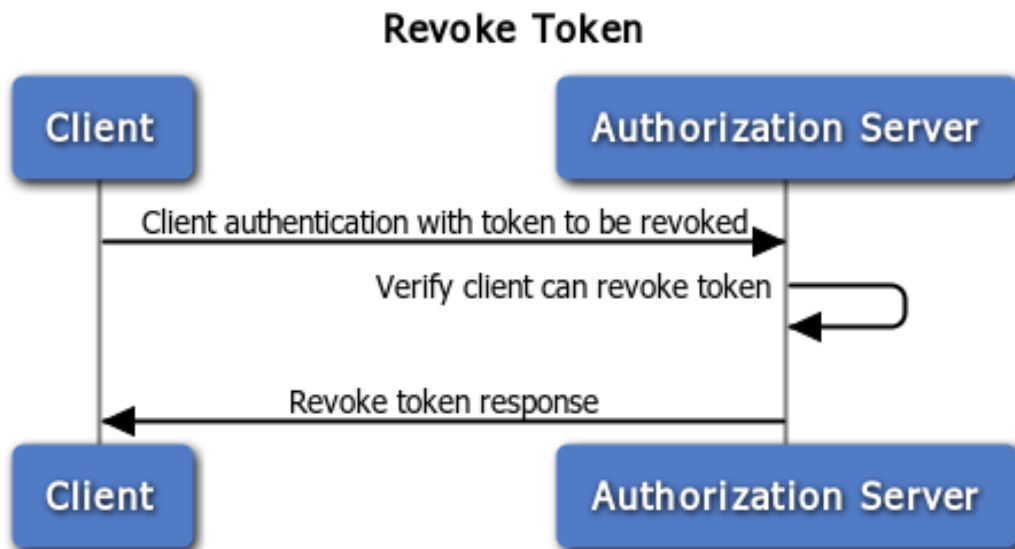 Revoke Token
Client
Authorization Server
Client authentication with token to be revoked
Verify client can revoke token
Revoke token response
Client
Authorization Server